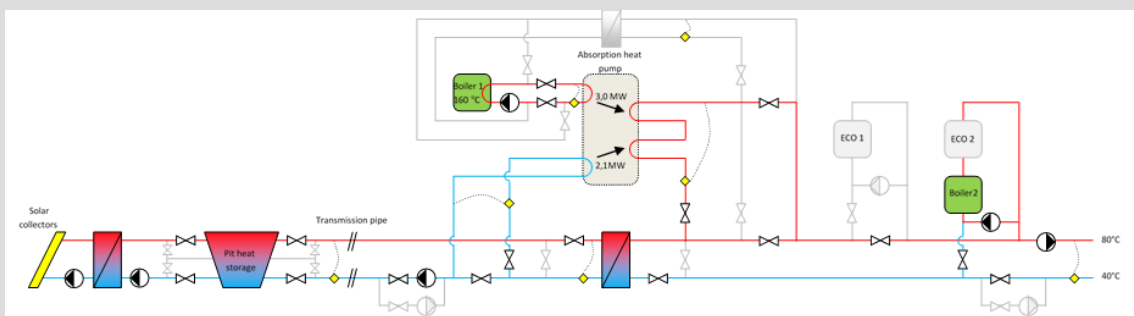 Absorption heat
pump
Boiler 1
160 °C
3,0 MW
2,1MW
ECO 1
ECO 2
Boiler2
Solar
collectors
Transmission pipe
Pit heat
storage
80°C
40°C